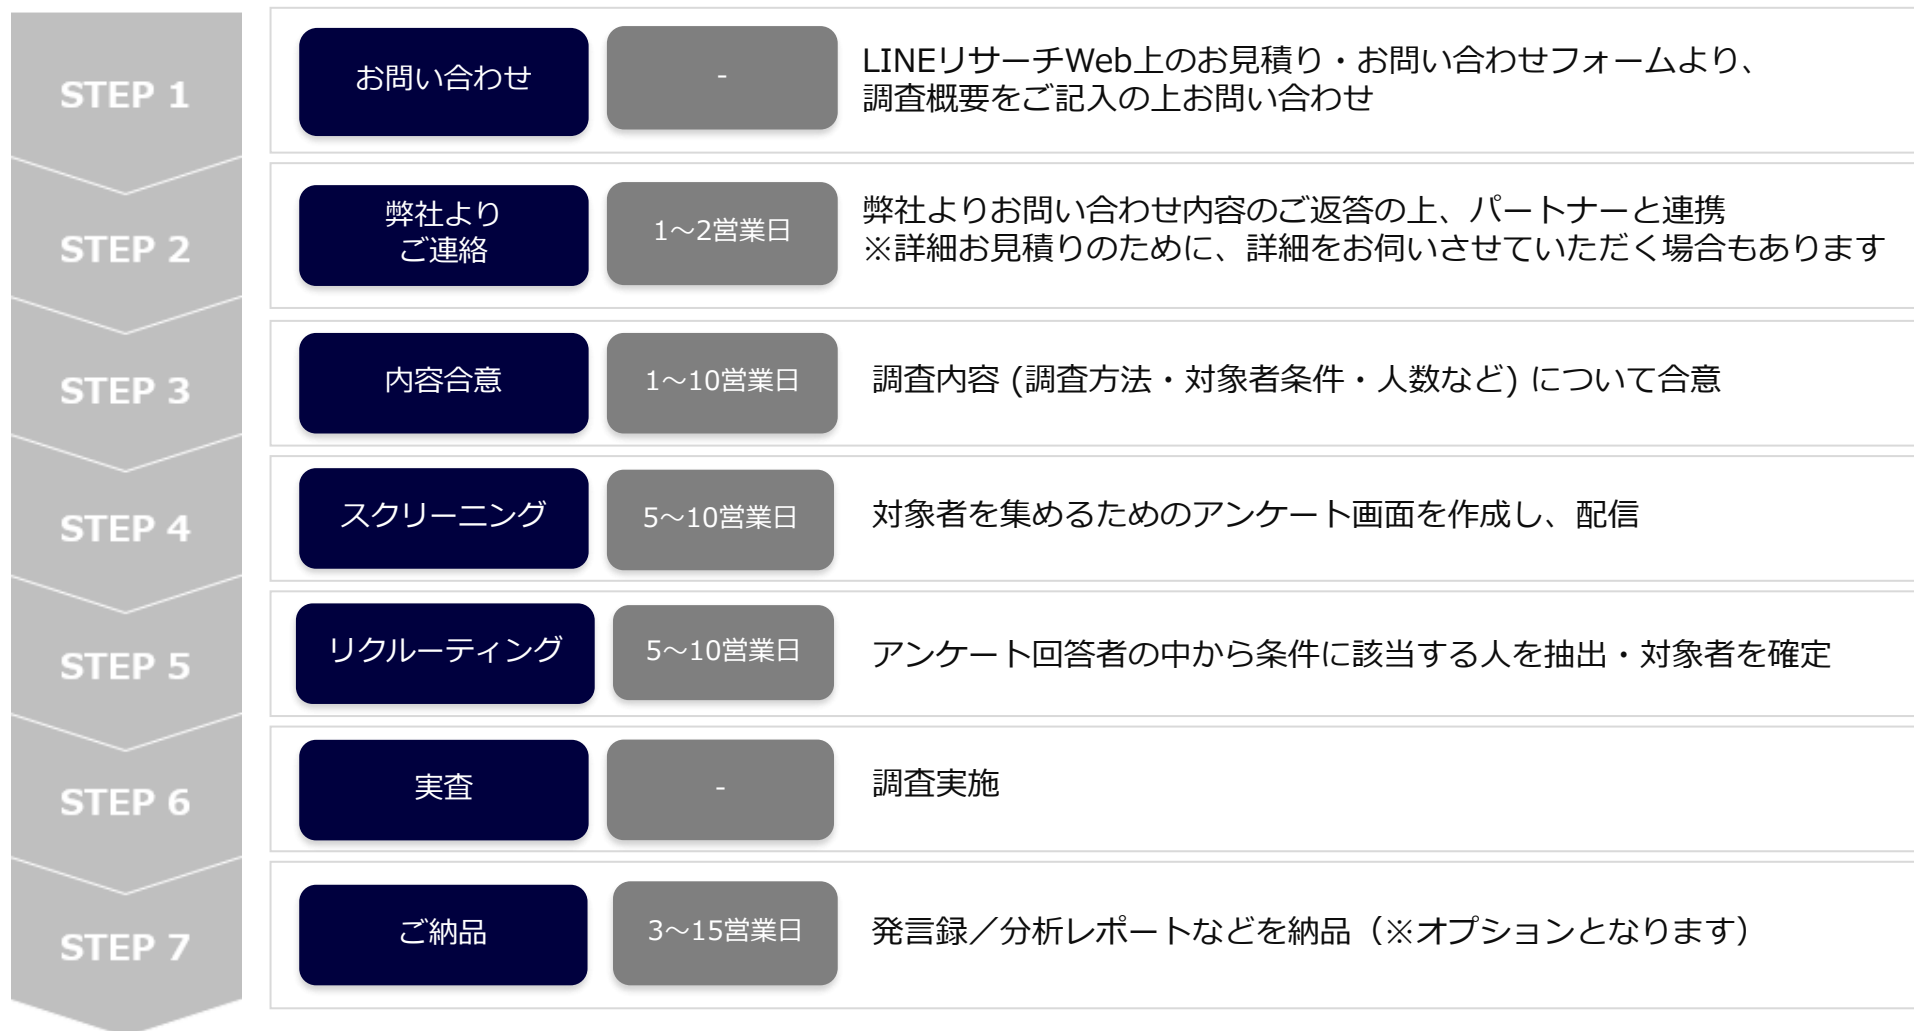 STEP 1
お問い合わせ
-
LINEリサーチWeb上のお見積り・お問い合わせフォームより、
調査概要をご記入の上お問い合わせ
STEP 2
弊社より
ご連絡
1～2営業日
弊社よりお問い合わせ内容のご返答の上、パートナーと連携
※詳細お見積りのために、詳細をお伺いさせていただく場合もあります
STEP 3
内容合意
1～10営業日
調査内容 (調査方法・対象者条件・人数など) について合意
STEP 4
スクリーニング
5～10営業日
対象者を集めるためのアンケート画面を作成し、配信
STEP 5
リクルーティング
5～10営業日
アンケート回答者の中から条件に該当する人を抽出・対象者を確定
STEP 6
実査
-
調査実施
STEP 7
ご納品
3～15営業日
発言録／分析レポートなどを納品（※オプションとなります）